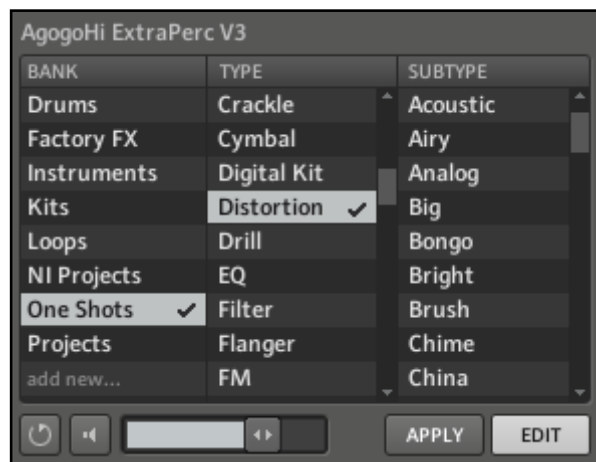 AgogoHi ExtraPerc V3
BANK TYPE SUBTYPE
Drums Crackle Acoustic
Factory FX Cymbal Airy
Instruments Digital Kit Analog
Kits Distortion Big
Loops Drill Bongo
NI Projects EQ Bright
One Shots Filter Brush
Projects Flanger Chime
add new... FM China
APPLY EDIT